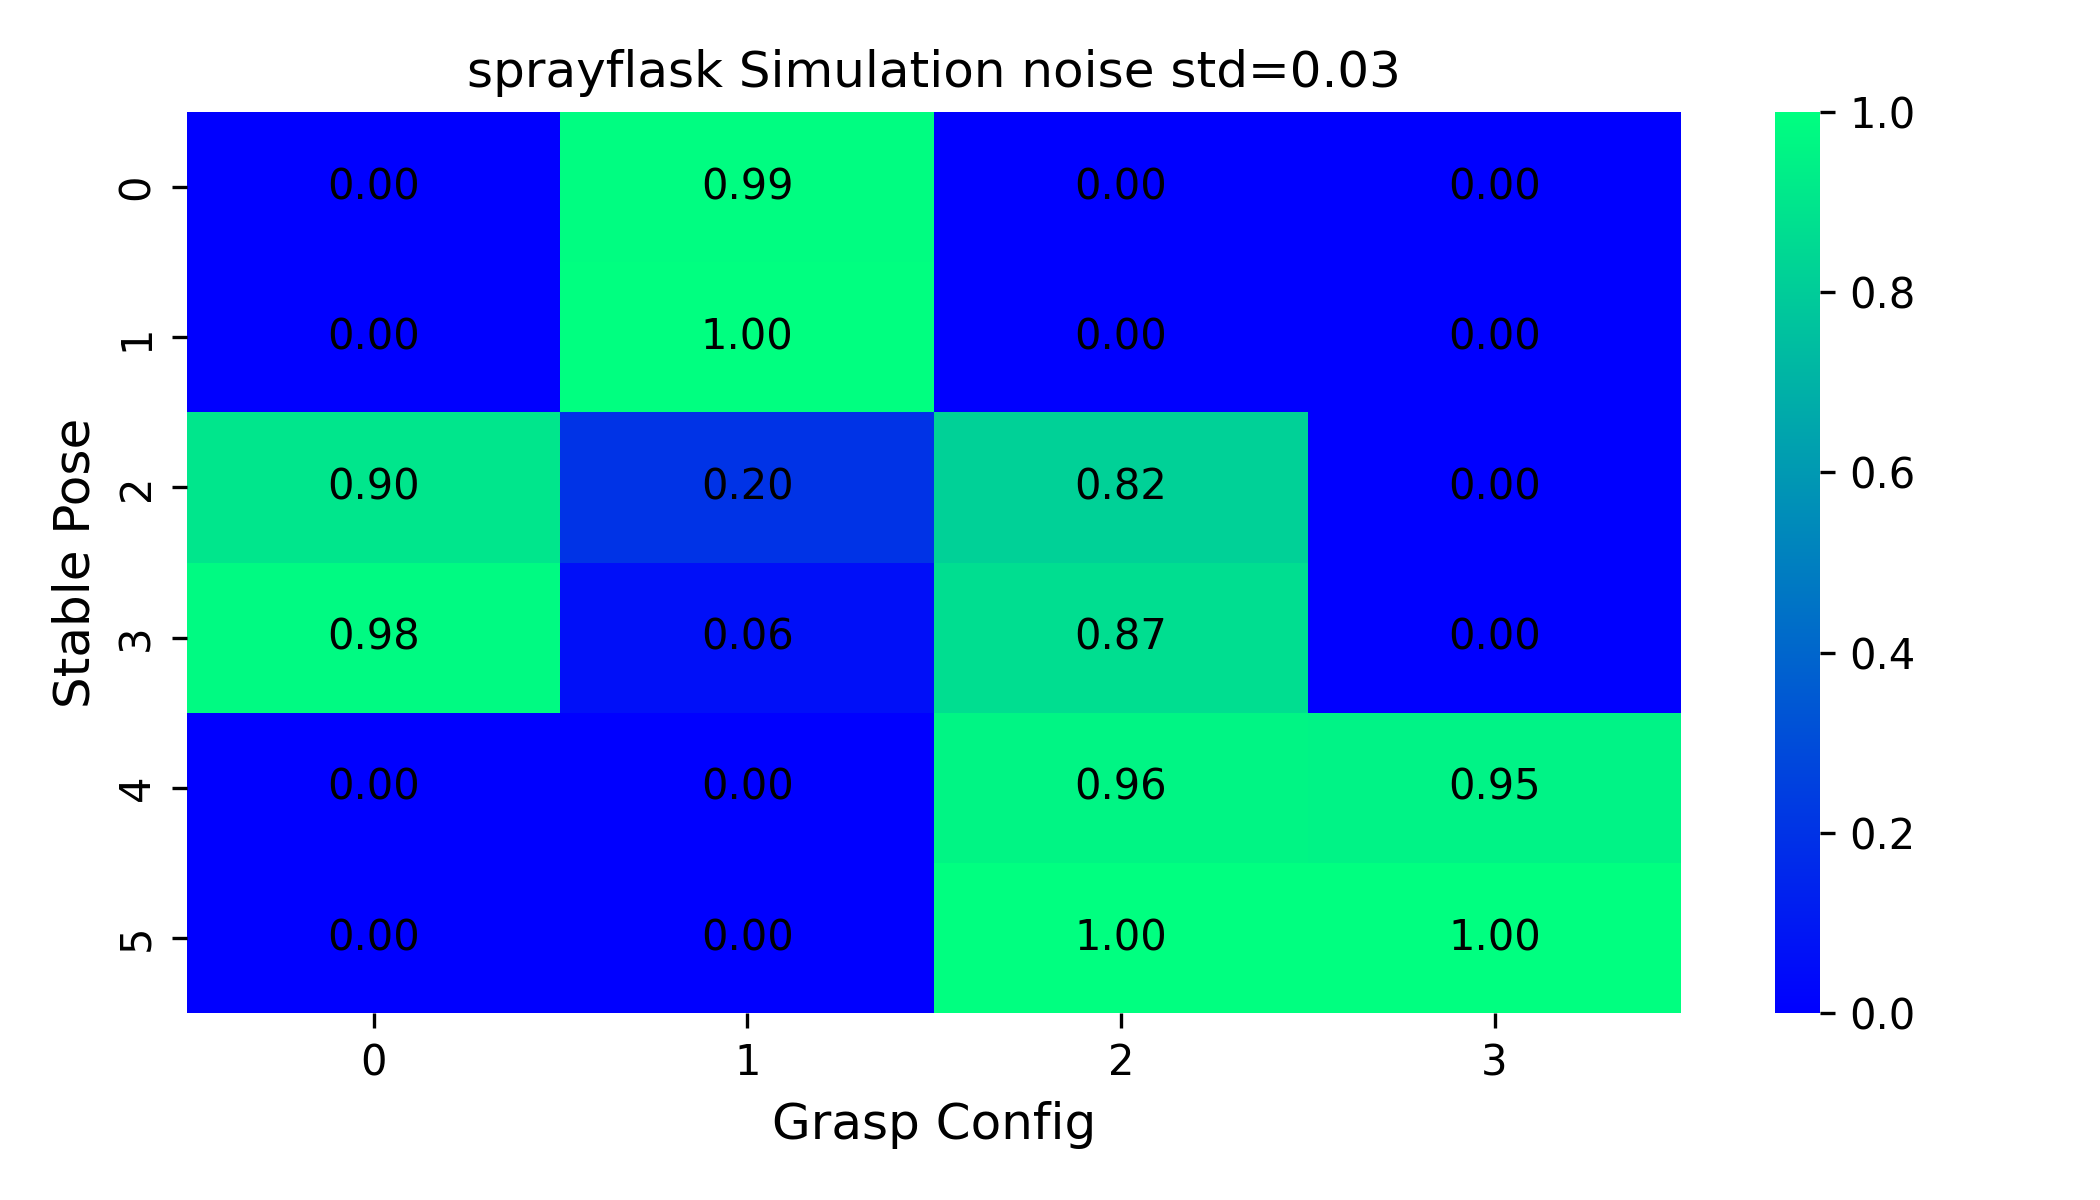 sprayflask Simulation noise std=0.03
0 0.00 0.99 0.00 0.00
1 0.00 1.00 0.00 0.00
2 0.90 0.20 0.82 0.00
3 0.98 0.06 0.87 0.00
4 0.00 0.00 0.96 0.95
5 0.00 0.00 1.00 1.00
Stable Pose
0 1 2 3
Grasp Config
1.0
0.8
0.6
0.4
0.2
0.0